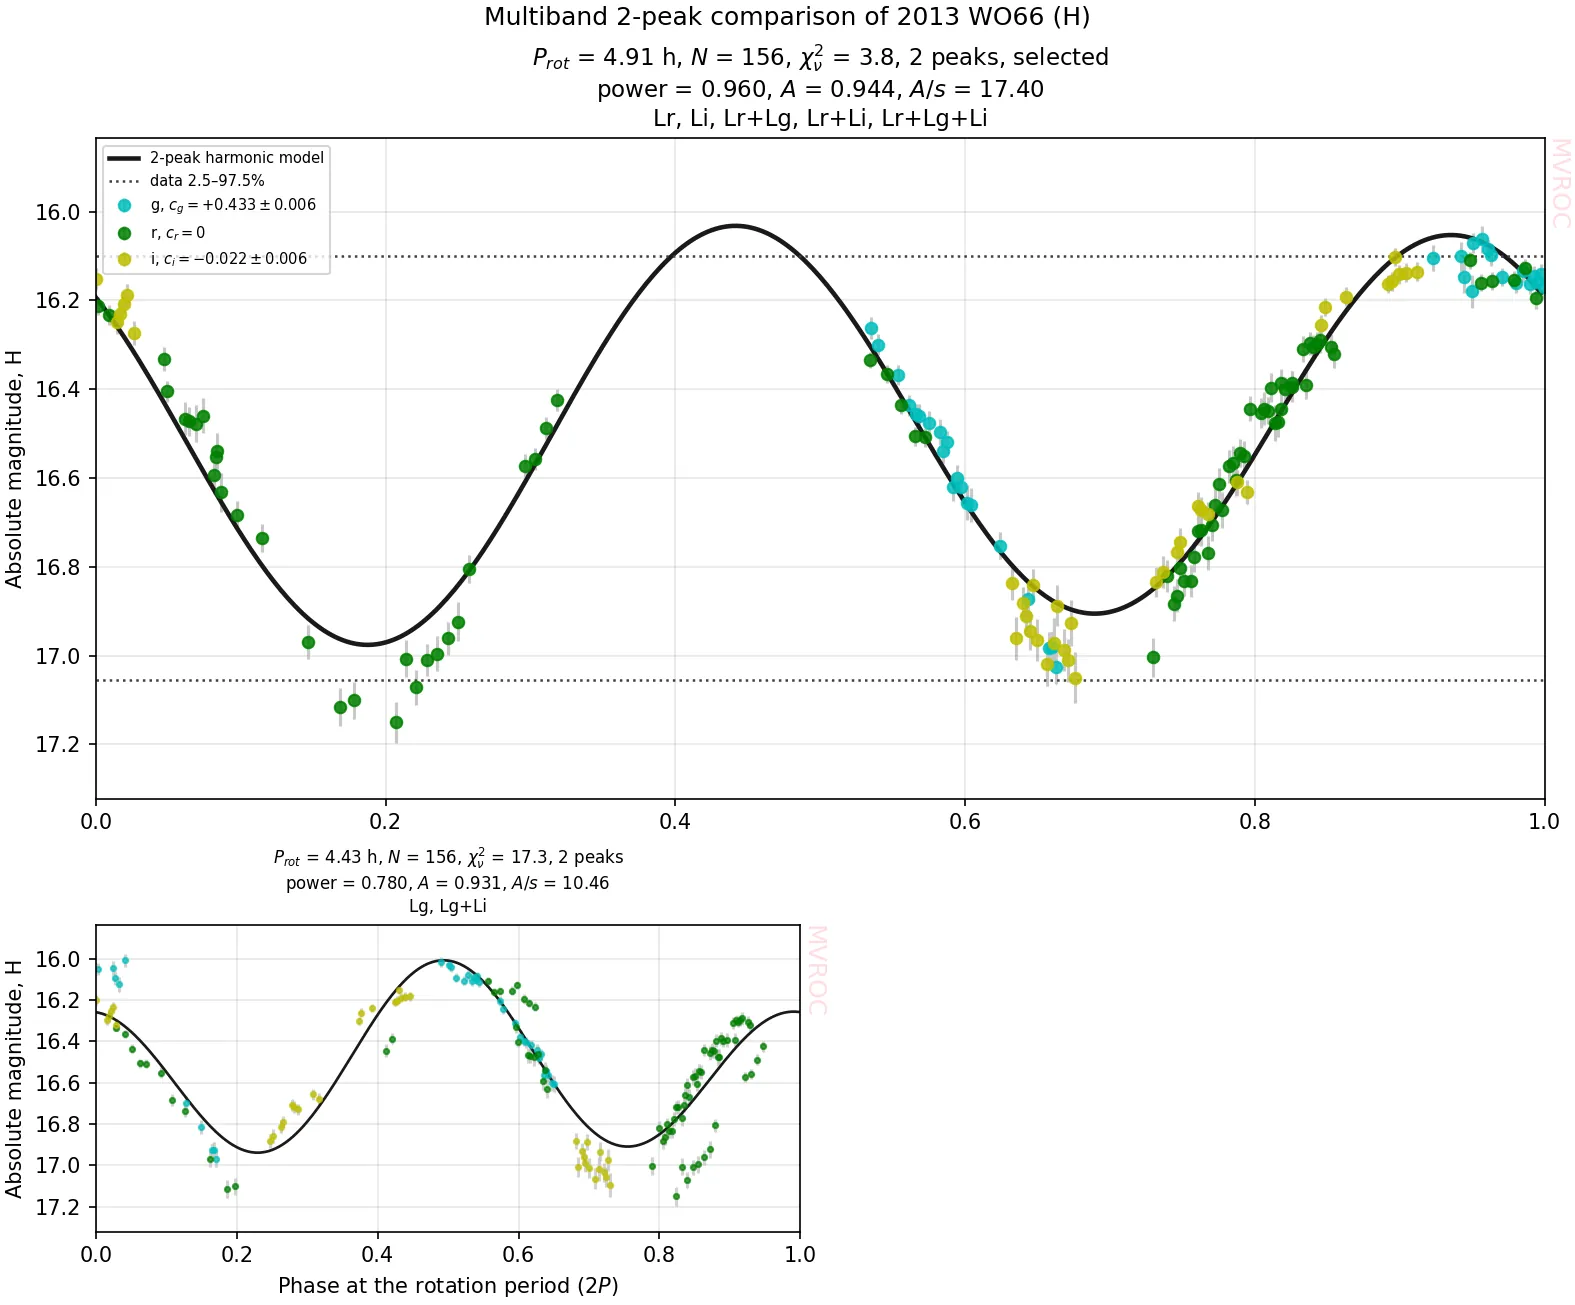 Multiband 2-peak comparison of 2013 WO66 (H)
P_rot = 4.91 h, N = 156, χ²_ν = 3.8, 2 peaks, selected
power = 0.960, A = 0.944, A/s = 17.40
Lr, Li, Lr+Lg, Lr+Li, Lr+Lg+Li
2-peak harmonic model
data 2.5–97.5%
g, c_g = +0.433 ± 0.006
r, c_r = 0
i, c_i = −0.022 ± 0.006
MVROC
Absolute magnitude, H
16.0
16.2
16.4
16.6
16.8
17.0
17.2
0.0 0.2 0.4 0.6 0.8 1.0
P_rot = 4.43 h, N = 156, χ²_ν = 17.3, 2 peaks
power = 0.780, A = 0.931, A/s = 10.46
Lg, Lg+Li
MVROC
Absolute magnitude, H
16.0
16.2
16.4
16.6
16.8
17.0
17.2
0.0 0.2 0.4 0.6 0.8 1.0
Phase at the rotation period (2P)